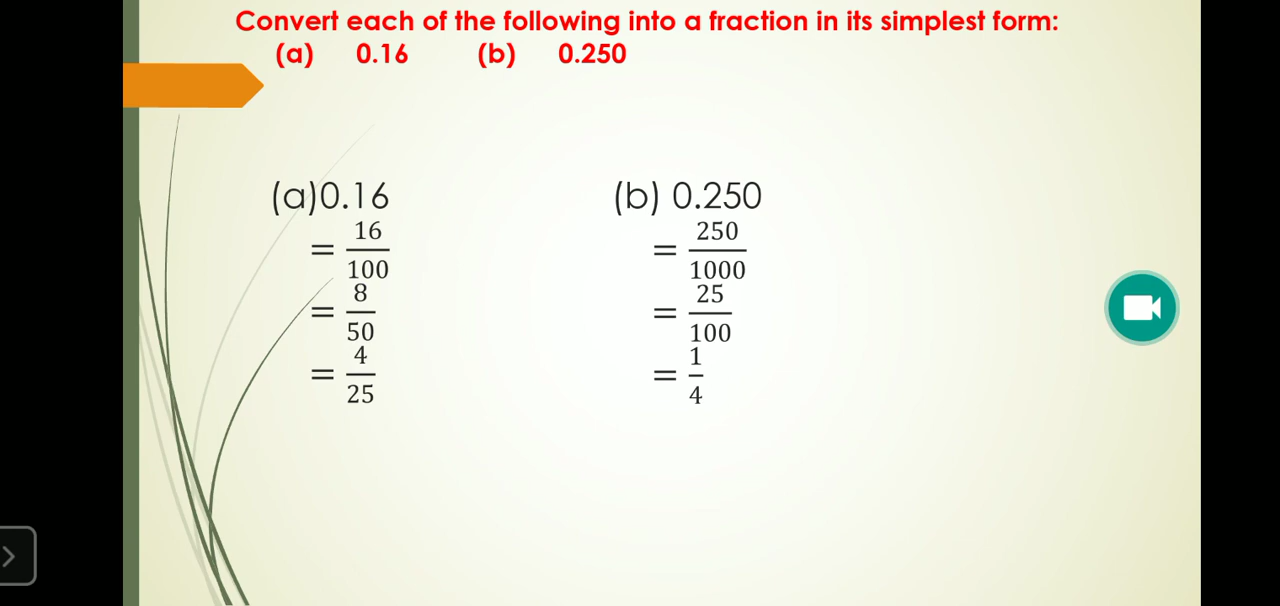 Convert each of the following into a fraction in its simplest form:
(a) 0.16 (b) 0.250
(a)0.16
= 16/100
= 8/50
= 4/25
(b) 0.250
= 250/1000
= 25/100
= 1/4